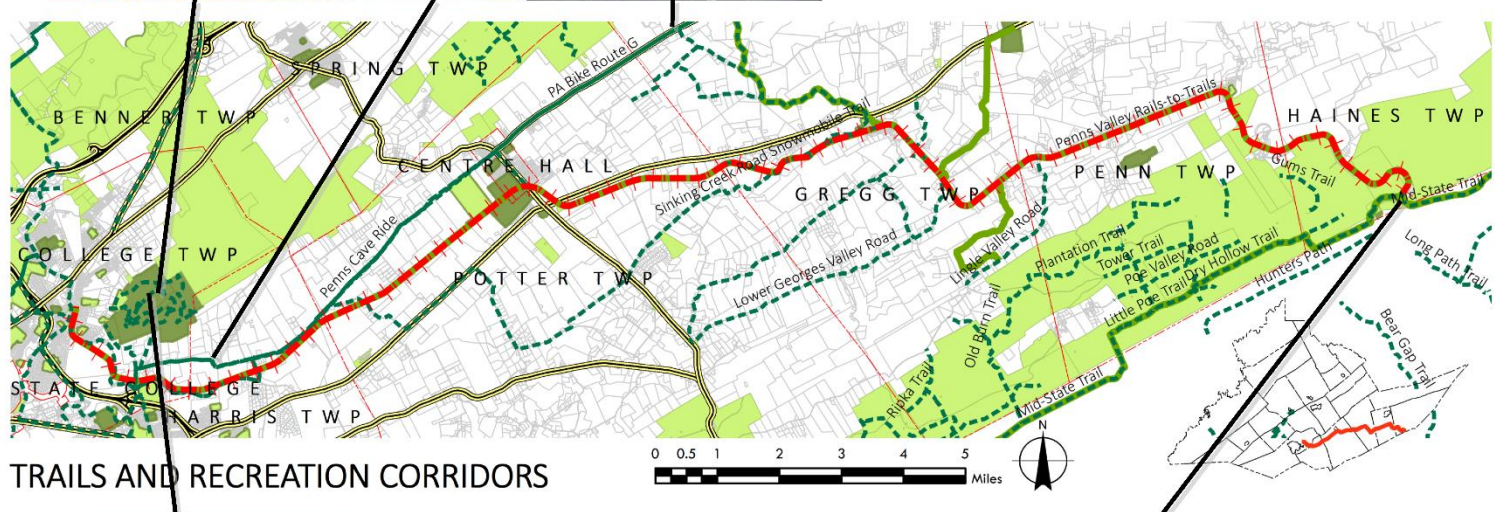 SPRING TWP
PA Bike Route G
BENNER TWP
HAINES TWP
CENTRE HALL
Sinking Creek Road Snowmobile Trail
Penns Valley Rails-to-Trails
GREGG TWP
PENN TWP
Gurns Trail
Mid-State Trail
Penns Cave Ride
COLLEGE TWP
POTTER TWP
Lower Georges Valley Road
Lingle Valley Road
Plantation Trail
Tower Trail
Poe Valley Road
Little Poe Trail
Dry Hollow Trail
Hunters Path
Long Path Trail
Old Burn Trail
Bear Gap Trail
Ripka Trail
Mid-State Trail
STATE COLLEGE
HARRIS TWP
TRAILS AND RECREATION CORRIDORS
0 0.5 1 2 3 4 5
Miles
N